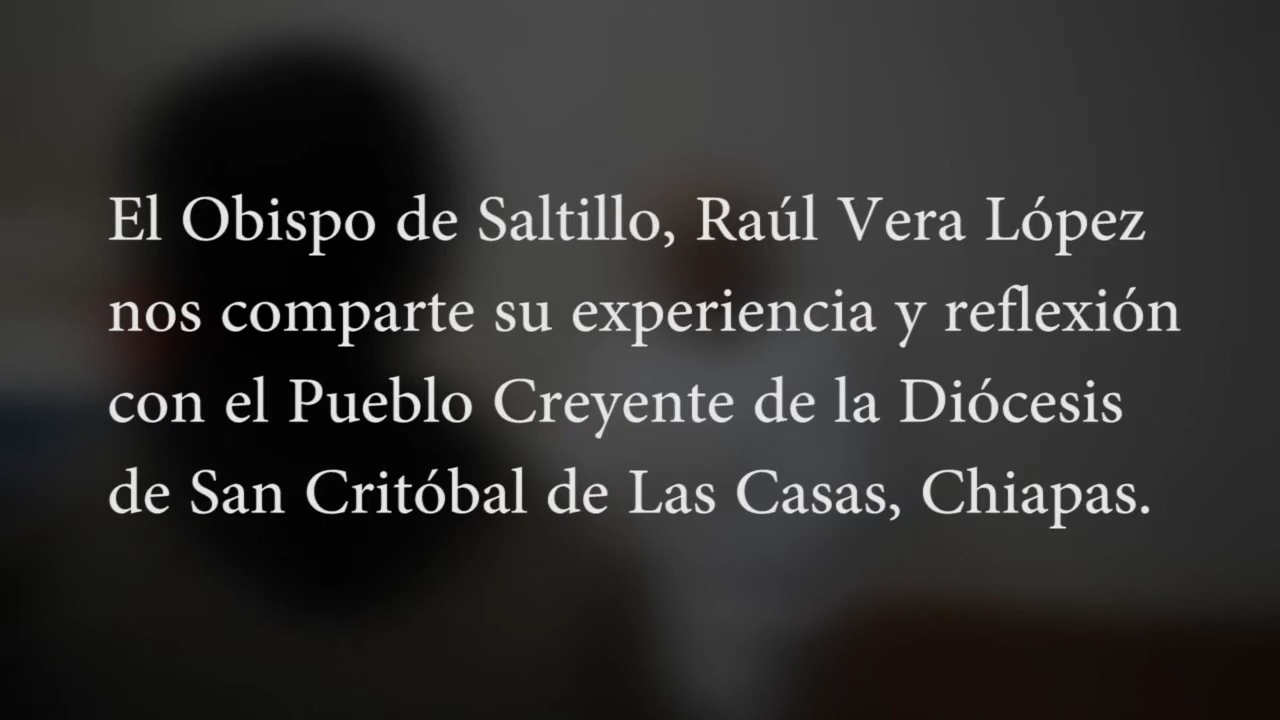 El Obispo de Saltillo, Raúl Vera López
nos comparte su experiencia y reflexión
con el Pueblo Creyente de la Diócesis
de San Critóbal de Las Casas, Chiapas.